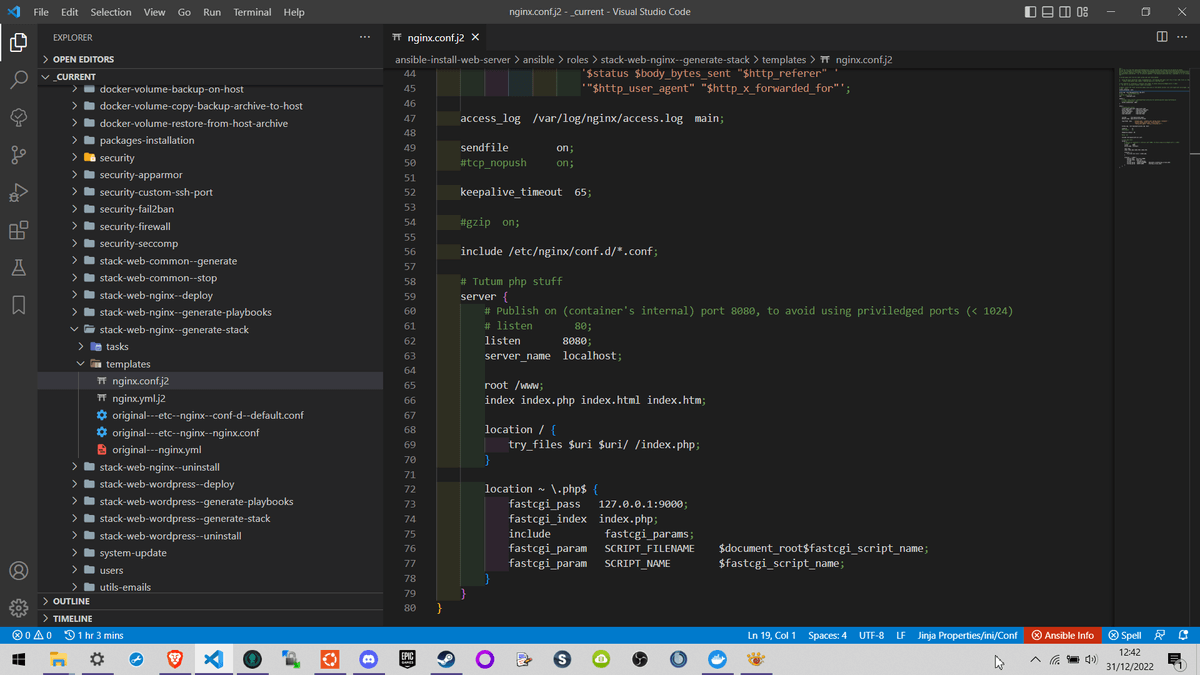 File Edit Selection View Go Run Terminal Help
nginx.conf.j2 - _current - Visual Studio Code
EXPLORER
OPEN EDITORS
_CURRENT
docker-volume-backup-on-host
docker-volume-copy-backup-archive-to-host
docker-volume-restore-from-host-archive
packages-installation
security
security-apparmor
security-custom-ssh-port
security-fail2ban
security-firewall
security-seccomp
stack-web-common--generate
stack-web-common--stop
stack-web-nginx--deploy
stack-web-nginx--generate-playbooks
stack-web-nginx--generate-stack
tasks
templates
nginx.conf.j2
nginx.yml.j2
original---etc--nginx--conf-d--default.conf
original---etc--nginx--nginx.conf
original---nginx.yml
stack-web-nginx--uninstall
stack-web-wordpress--deploy
stack-web-wordpress--generate-playbooks
stack-web-wordpress--generate-stack
stack-web-wordpress--uninstall
system-update
users
utils-emails
OUTLINE
TIMELINE
nginx.conf.j2
ansible-install-web-server > ansible > roles > stack-web-nginx--generate-stack > templates > nginx.conf.j2
44 '$status $body_bytes_sent "$http_referer" '
45 '"$http_user_agent" "$http_x_forwarded_for"';
46
47 access_log /var/log/nginx/access.log main;
48
49 sendfile on;
50 #tcp_nopush on;
51
52 keepalive_timeout 65;
53
54 #gzip on;
55
56 include /etc/nginx/conf.d/*.conf;
57
58 # Tutum php stuff
59 server {
60 # Publish on (container's internal) port 8080, to avoid using priviledged ports (< 1024)
61 # listen 80;
62 listen 8080;
63 server_name localhost;
64
65 root /www;
66 index index.php index.html index.htm;
67
68 location / {
69 try_files $uri $uri/ /index.php;
70 }
71
72 location ~ \.php$ {
73 fastcgi_pass 127.0.0.1:9000;
74 fastcgi_index index.php;
75 include fastcgi_params;
76 fastcgi_param SCRIPT_FILENAME $document_root$fastcgi_script_name;
77 fastcgi_param SCRIPT_NAME $fastcgi_script_name;
78 }
79 }
80 }
0 0 1 hr 3 mins
Ln 19, Col 1 Spaces: 4 UTF-8 LF Jinja Properties/ini/Conf Ansible Info Spell
EPIC GAMES
12:42
31/12/2022
1